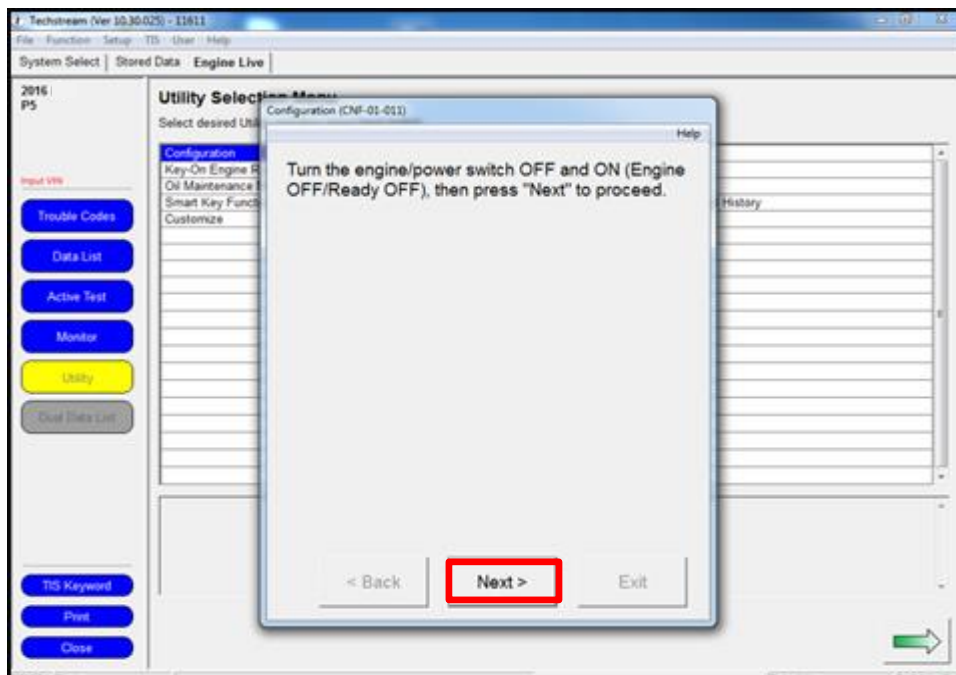 Techstream (Ver 10.30.025) - 11611
File Function Setup TIS User Help
System Select Stored Data Engine Live
2016
P5
Utility Selection Menu
Select desired
Configuration (CNF-01-011)
Help
Turn the engine/power switch OFF and ON (Engine
OFF/Ready OFF), then press "Next" to proceed.
Configuration
Key-On Engine
Oil Maintenance
Smart Key
History
Customize
Input VIN
Trouble Codes
Data List
Active Test
Monitor
Utility
Dual Data List
< Back
Next >
Exit
TIS Keyword
Print
Close